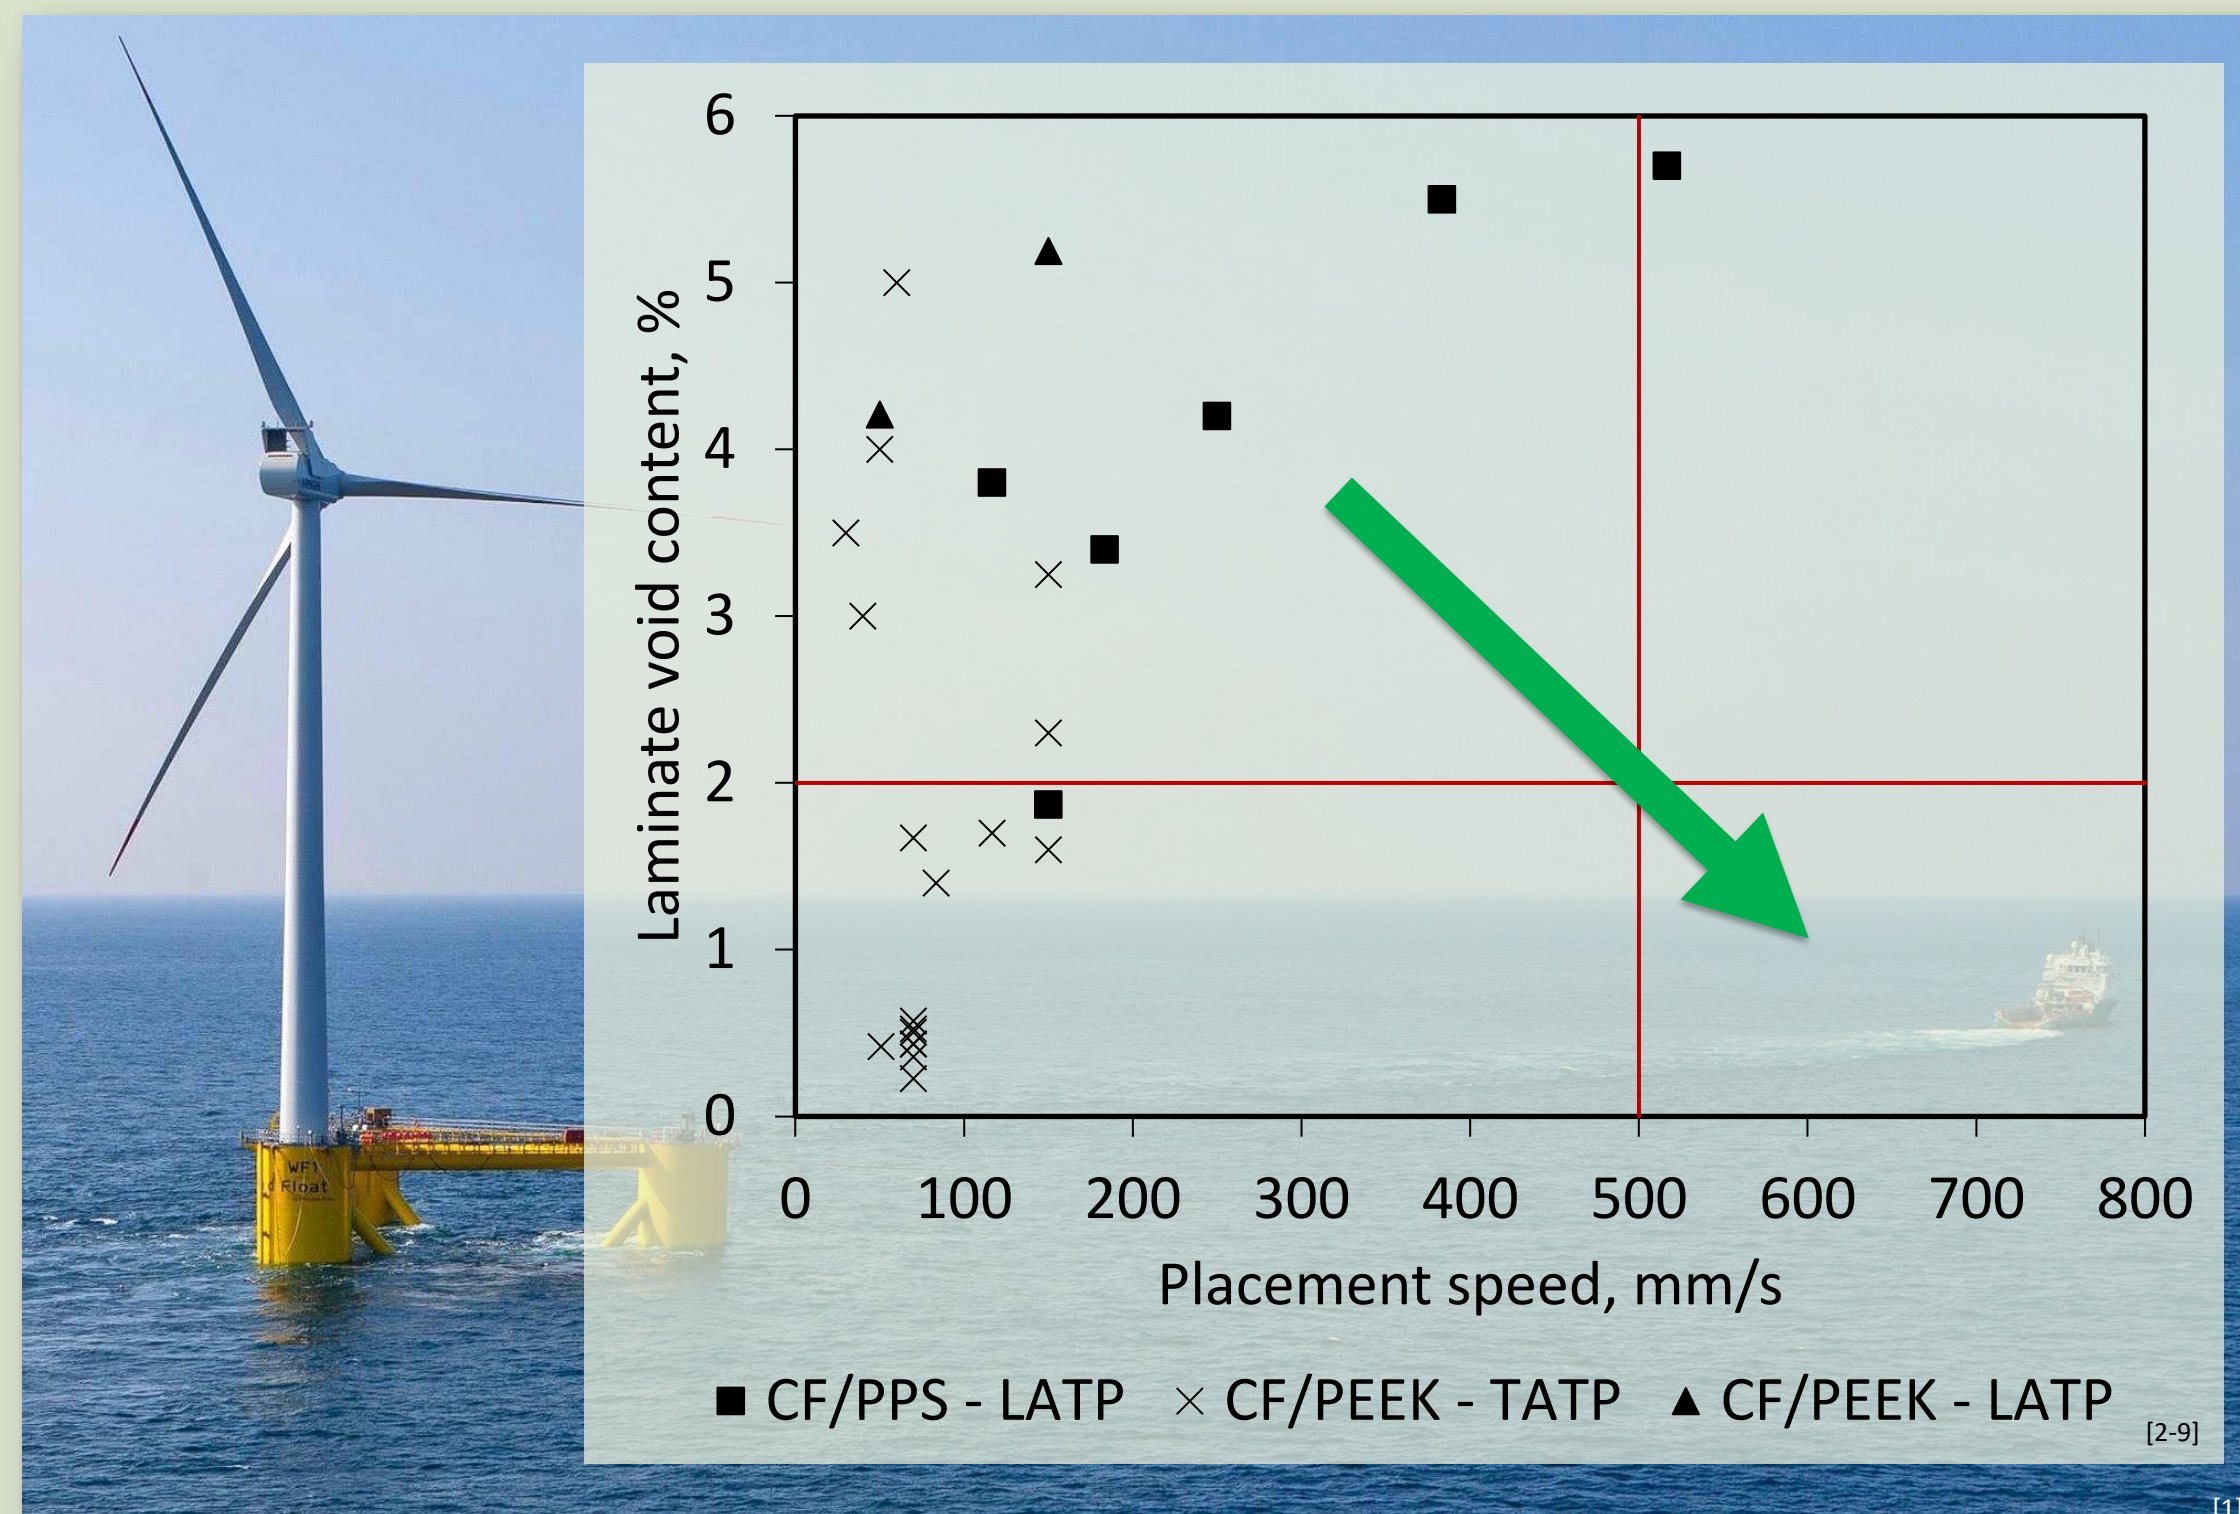 6
5
4
3
2
1
0
Laminate void content, %
0 100 200 300 400 500 600 700 800
Placement speed, mm/s
CF/PPS - LATP CF/PEEK - TATP CF/PEEK - LATP
[2-9]
WF1
Float
[1]